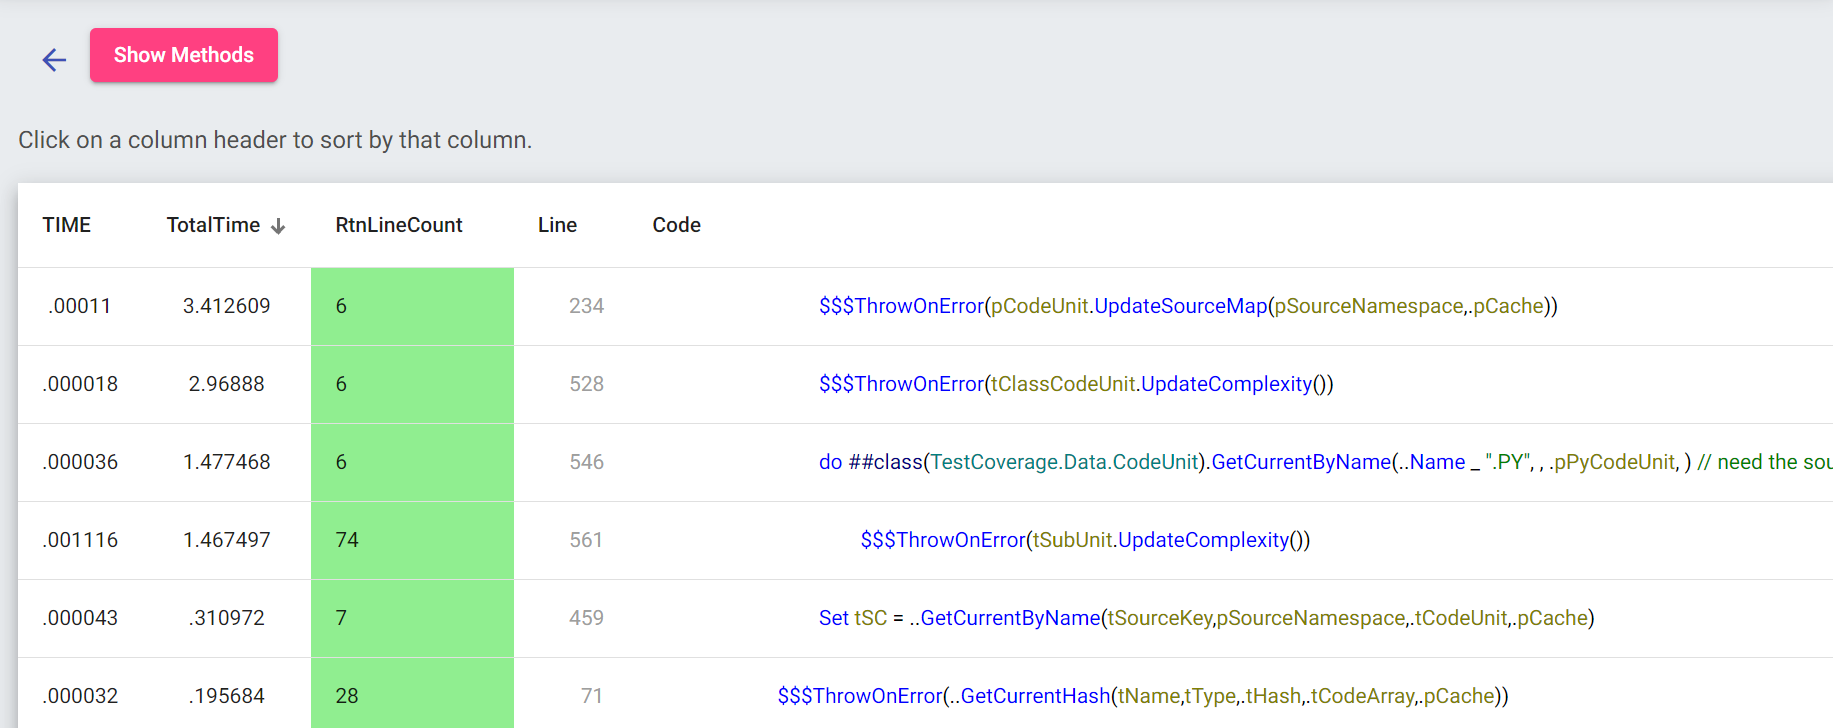 Show Methods
Click on a column header to sort by that column.
TIME TotalTime RtnLineCount Line Code
.00011 3.412609 6 234 $$$ThrowOnError(pCodeUnit.UpdateSourceMap(pSourceNamespace,.pCache))
.000018 2.96888 6 528 $$$ThrowOnError(tClassCodeUnit.UpdateComplexity())
.000036 1.477468 6 546 do ##class(TestCoverage.Data.CodeUnit).GetCurrentByName(..Name _ ".PY", , .pPyCodeUnit, ) // need the
.001116 1.467497 74 561 $$$ThrowOnError(tSubUnit.UpdateComplexity())
.000043 .310972 7 459 Set tSC = ..GetCurrentByName(tSourceKey,pSourceNamespace,.tCodeUnit,.pCache)
.000032 .195684 28 71 $$$ThrowOnError(..GetCurrentHash(tName,tType,.tHash,.tCodeArray,.pCache))